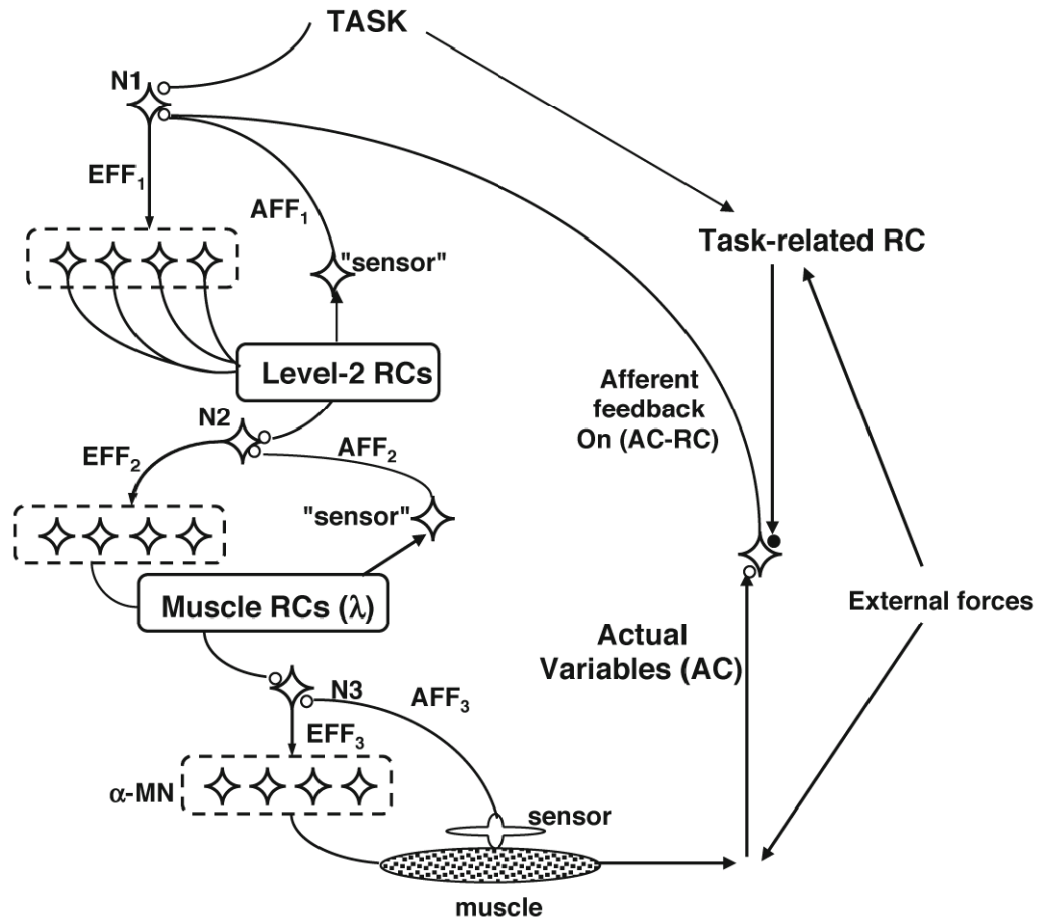 TASK
N1
EFF1
AFF1
"sensor"
Task-related RC
Level-2 RCs
Afferent
feedback
On (AC-RC)
N2
AFF2
EFF2
"sensor"
Muscle RCs (λ)
External forces
Actual
Variables (AC)
N3
AFF3
EFF3
α-MN
sensor
muscle